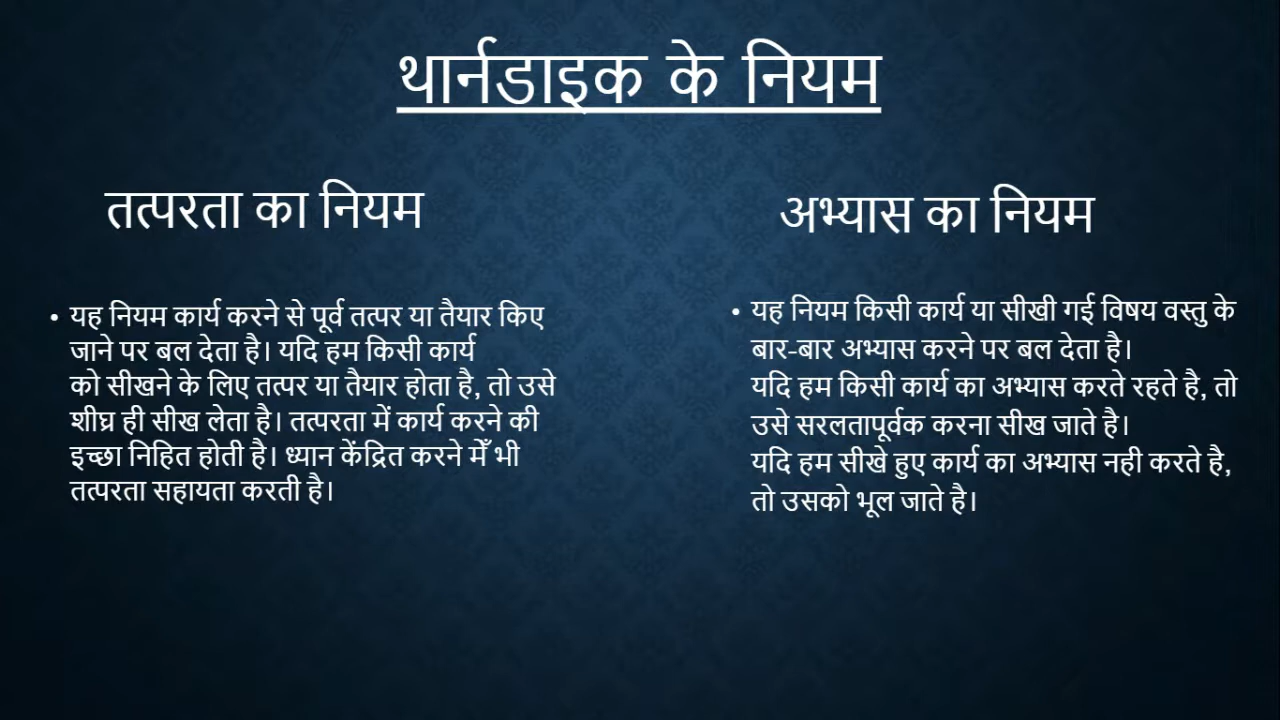 थार्नडाइक के नियम
तत्परता का नियम
• यह नियम कार्य करने से पूर्व तत्पर या तैयार किए
जाने पर बल देता है। यदि हम किसी कार्य
को सीखने के लिए तत्पर या तैयार होता है, तो उसे
शीघ्र ही सीख लेता है। तत्परता में कार्य करने की
इच्छा निहित होती है। ध्यान केंद्रित करने मेँ भी
तत्परता सहायता करती है।
अभ्यास का नियम
• यह नियम किसी कार्य या सीखी गई विषय वस्तु के
बार-बार अभ्यास करने पर बल देता है।
यदि हम किसी कार्य का अभ्यास करते रहते है, तो
उसे सरलतापूर्वक करना सीख जाते है।
यदि हम सीखे हुए कार्य का अभ्यास नही करते है,
तो उसको भूल जाते है।